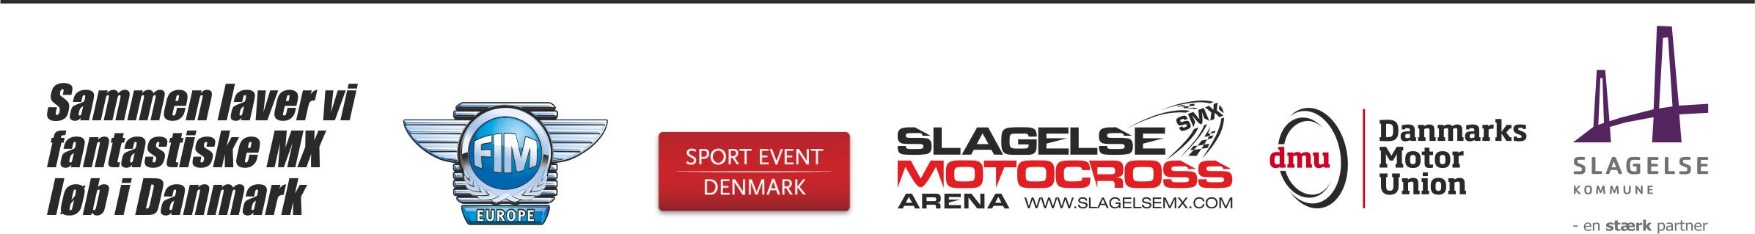 Sammen laver vi
fantastiske MX
løb i Danmark
FIM
EUROPE
SPORT EVENT
DENMARK
SMX
SLAGELSE
MOTOCROSS
ARENA WWW.SLAGELSEMX.COM
dmu
Danmarks
Motor
Union
SLAGELSE
KOMMUNE
- en stærk partner